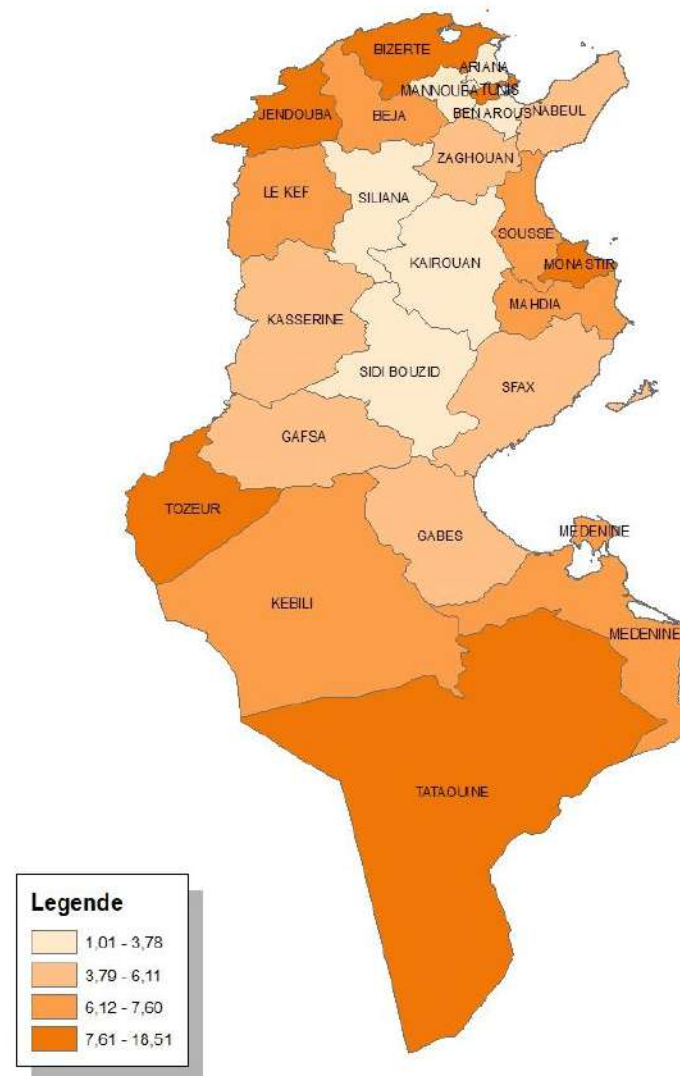 BIZERTE
ARIANA
MANNOUBA
TUNIS
JENDOUBA
BEJA
BEN AROUS
NABEUL
ZAGHOUAN
LE KEF
SILIANA
SOUSSE
KAIROUAN
MONASTIR
MAHDIA
KASSERINE
SIDI BOUZID
SFAX
GAFSA
TOZEUR
GABES
MEDENINE
KEBILI
MEDENINE
TATAOUINE
Legende
1,01 - 3,78
3,79 - 6,11
6,12 - 7,60
7,61 - 18,51